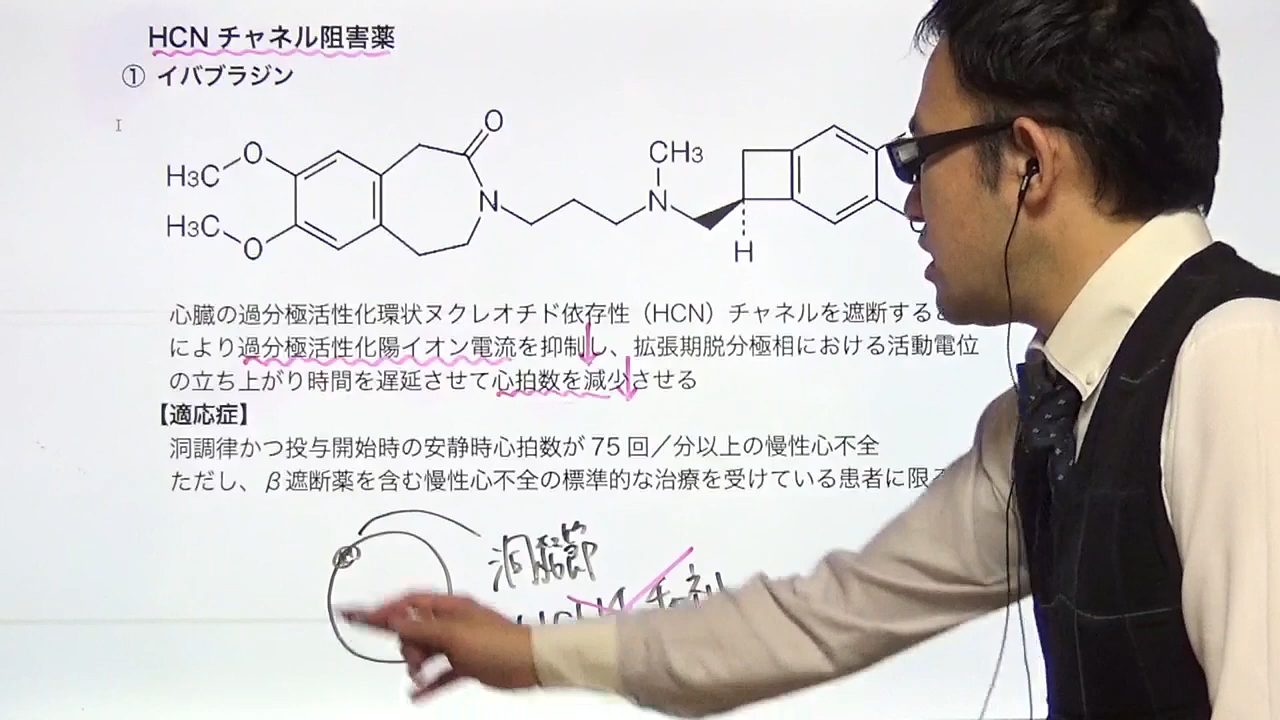 HCN チャネル阻害薬
① イバブラジン
O
CH3
H3C O
N
N
H3C
O
H
心臓の過分極活性化環状ヌクレオチド依存性（HCN）チャネルを遮断する
により過分極活性化陽イオン電流を抑制し、拡張期脱分極相における活動電位
の立ち上がり時間を遅延させて心拍数を減少させる
【適応症】
洞調律かつ投与開始時の安静時心拍数が 75 回／分以上の慢性心不全
ただし、β遮断薬を含む慢性心不全の標準的な治療を受けている患者に限
洞房節
HCN4 チャネル